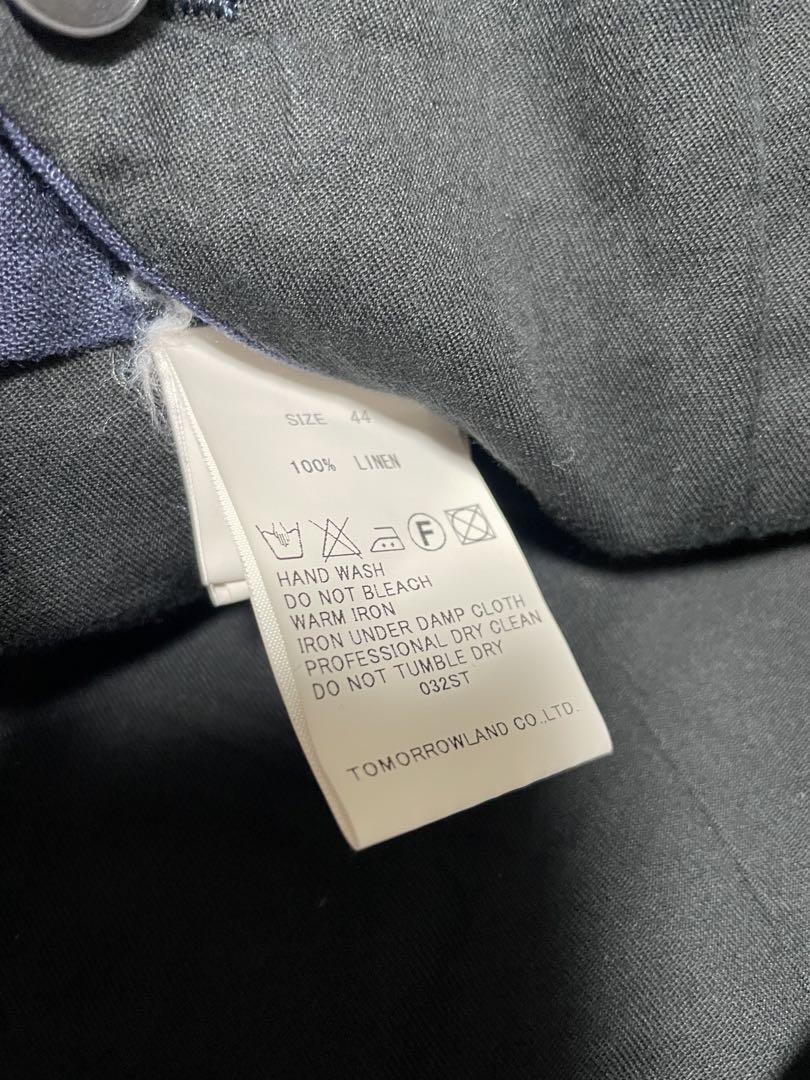 SIZE 44
100% LINEN
F
HAND WASH
DO NOT BLEACH
WARM IRON
IRON UNDER DAMP CLOTH
PROFESSIONAL DRY CLEAN
DO NOT TUMBLE DRY
032ST
TOMORROWLAND CO.,LTD.